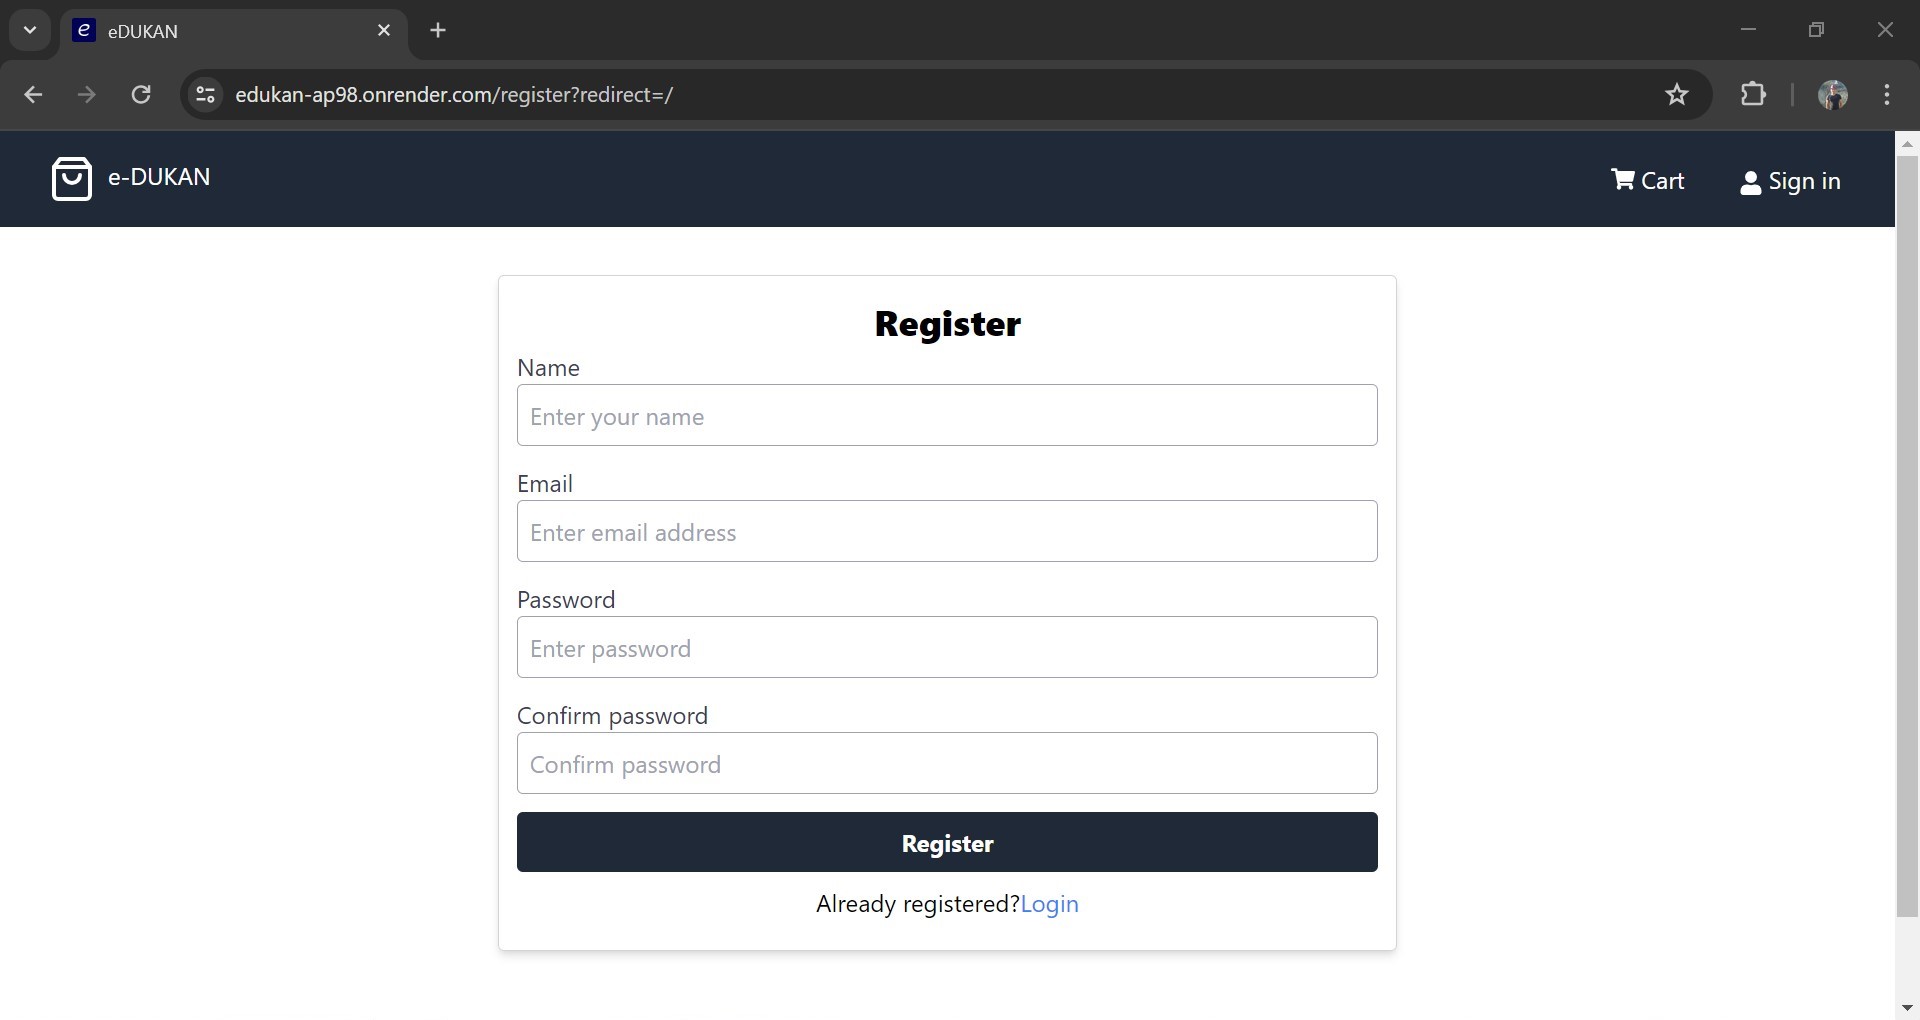 eDUKAN
edukan-ap98.onrender.com/register?redirect=/
e-DUKAN
Cart
Sign in
Register
Name
Enter your name
Email
Enter email address
Password
Enter password
Confirm password
Confirm password
Register
Already registered?Login